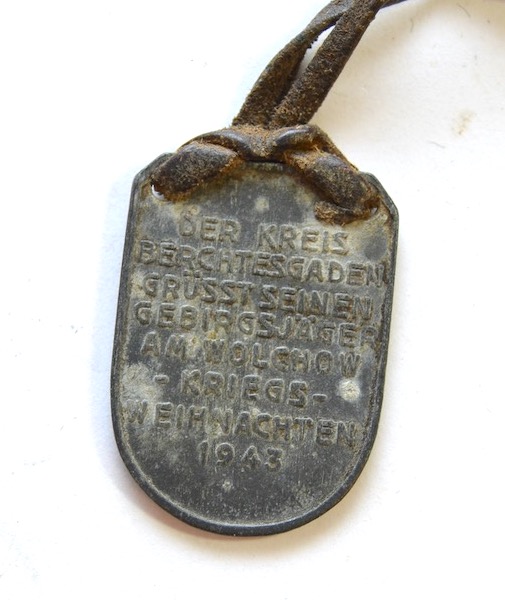 DER KREIS
BERCHTESGADEN
GRÜSST SEINEN
GEBIRGSJÄGER
AM WOLCHOW
- KRIEGS -
WEIHNACHTEN
1943